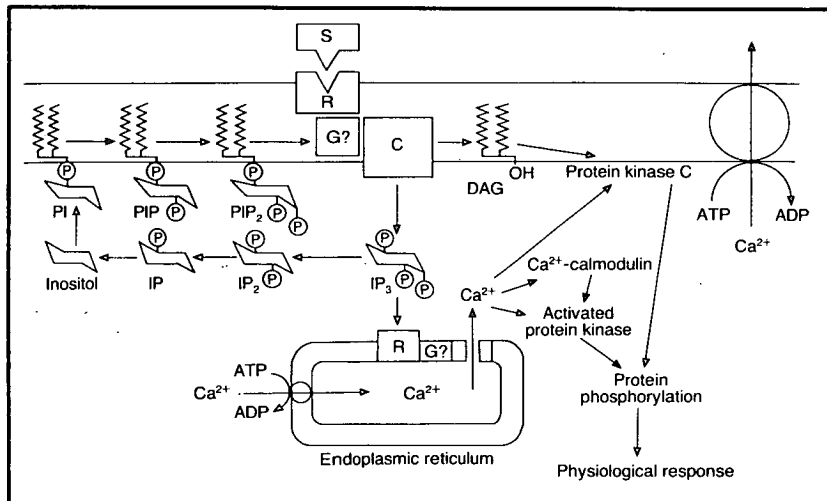 S
R
G?
C
OH
DAG
Protein kinase C
P
P
P
P
P
P
PI
PIP
PIP₂
ATP
ADP
Ca²⁺
P
P
P
P
P
P
Inositol
IP
IP₂
IP₃
Ca²⁺
Ca²⁺-calmodulin
Activated
protein kinase
R
G?
ATP
Ca²⁺
ADP
Ca²⁺
Protein
phosphorylation
Endoplasmic reticulum
Physiological response